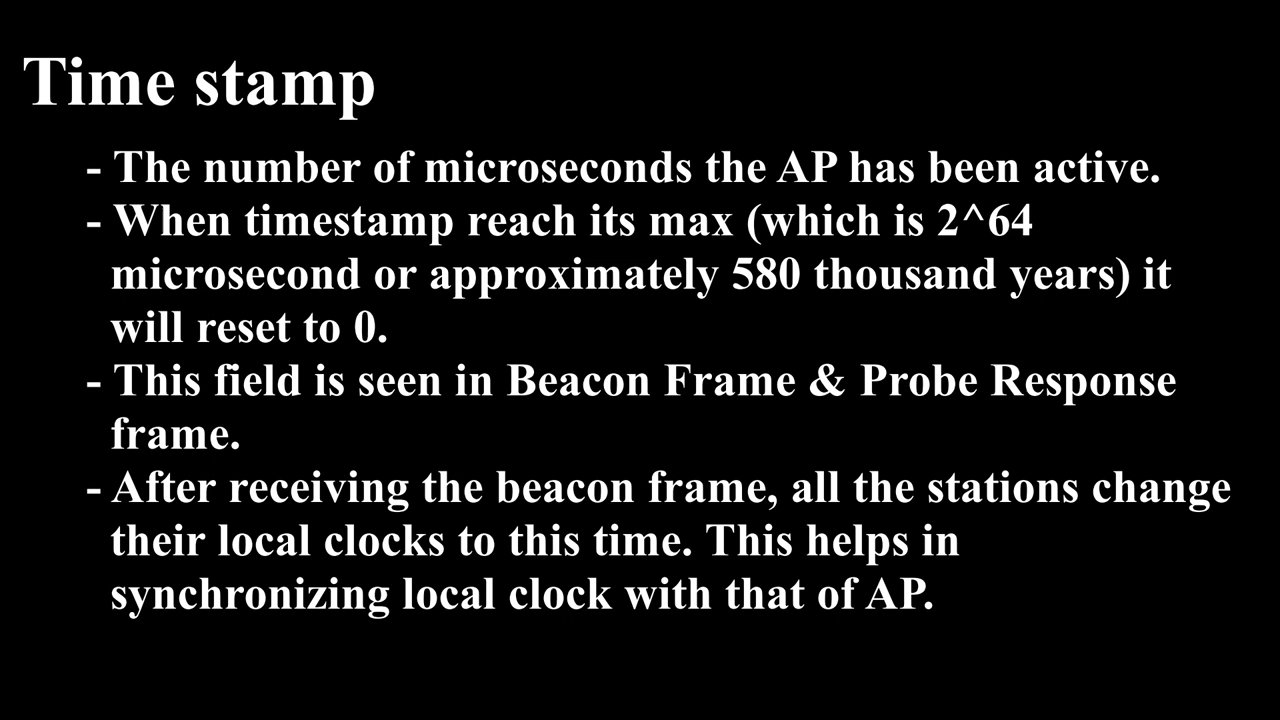 Time stamp
- The number of microseconds the AP has been active.
- When timestamp reach its max (which is 2^64
microsecond or approximately 580 thousand years) it
will reset to 0.
- This field is seen in Beacon Frame & Probe Response
frame.
- After receiving the beacon frame, all the stations change
their local clocks to this time. This helps in
synchronizing local clock with that of AP.